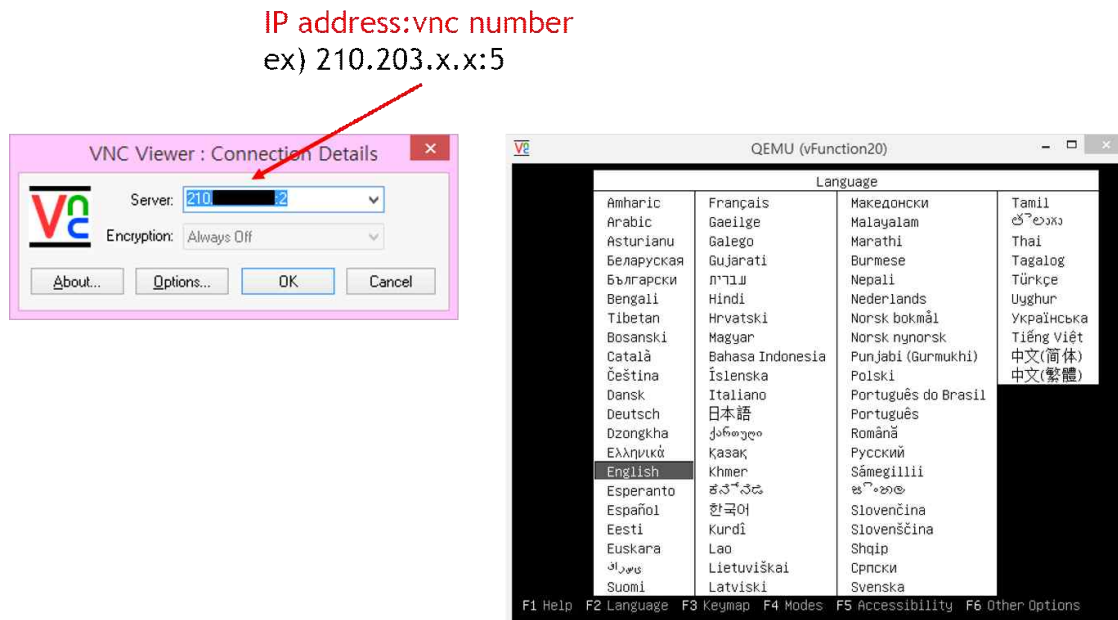 IP address:vnc number
ex) 210.203.x.x:5
VNC Viewer : Connection Details
Server: 210. :2
Encryption: Always Off
About... Options... OK Cancel
QEMU (vFunction20)
Language
Amharic Français Македонски Tamil
Arabic Gaeilge Malayalam
Asturianu Galego Marathi Thai
Беларуская Gujarati Burmese Tagalog
Български עברית Nepali Türkçe
Bengali Hindi Nederlands Uyghur
Tibetan Hrvatski Norsk bokmål Українська
Bosanski Magyar Norsk nynorsk Tiếng Việt
Català Bahasa Indonesia Punjabi (Gurmukhi) 中文(简体)
Čeština Íslenska Polski 中文(繁體)
Dansk Italiano Português do Brasil
Deutsch 日本語 Português
Dzongkha ქართული Română
Ελληνικά Қазақ Русский
English Khmer Sámegillii
Esperanto
Español 한국어 Slovenčina
Eesti Kurdî Slovenščina
Euskara Lao Shqip
Lietuviškai Српски
Suomi Latviski Svenska
F1 Help F2 Language F3 Keymap F4 Modes F5 Accessibility F6 Other Options